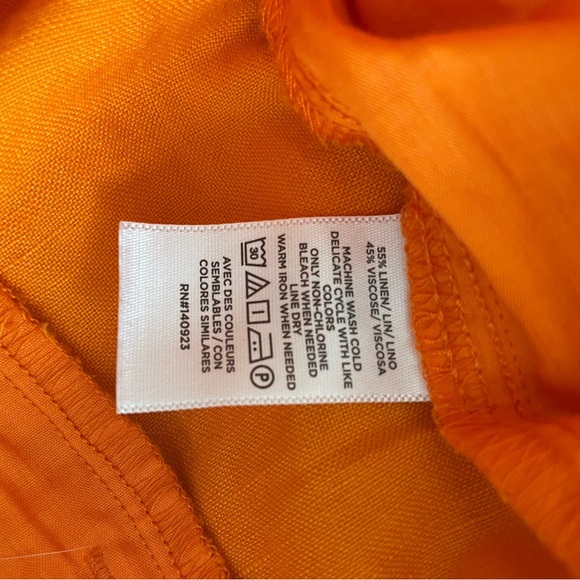 55% LINEN/ LIN/ LINO
45% VISCOSE/ VISCOSA
MACHINE WASH COLD
DELICATE CYCLE WITH LIKE
COLORS
ONLY NON-CHLORINE
BLEACH WHEN NEEDED
LINE DRY
WARM IRON WHEN NEEDED
30 P
AVEC DES COULEURS
SEMBLABLES / CON
COLORES SIMILARES
RN#140923